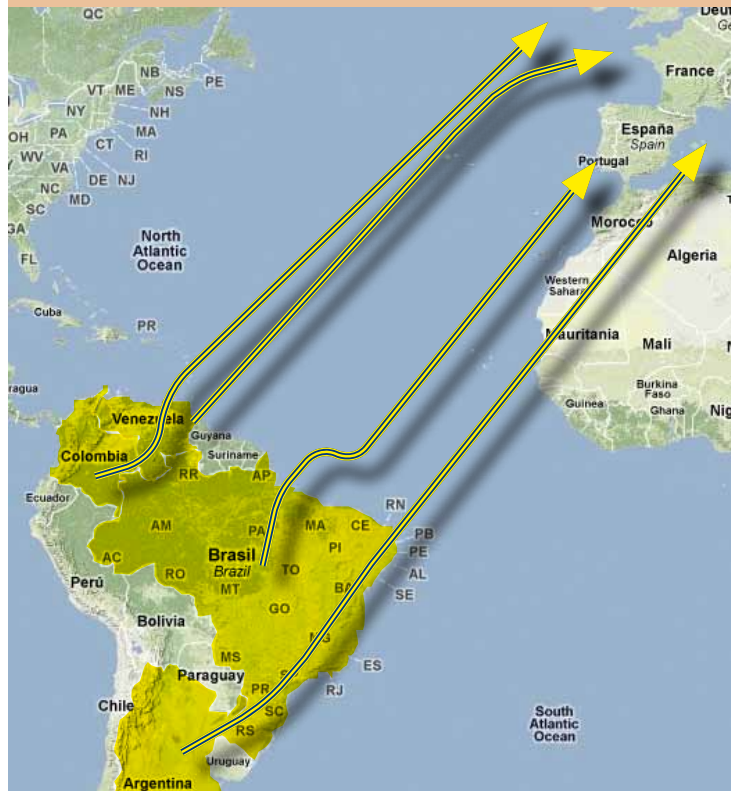 QC
Deut
Ge
NB
PE
VT
ME
NS
France
NY
NH
OH
PA
MA
España
CT
Spain
WV
RI
Portugal
VA
DE
NJ
NC
MD
SC
GA
Morocco
North
Atlantic
Ocean
Algeria
FL
Western
Sahara
Cuba
PR
Mauritania
Mali
ragua
Burkina
Faso
Venezuela
Guinea
Ghana
Nig
Guyana
Colombia
Suriname
RR
AP
Ecuador
RN
AM
PA
MA
CE
PB
Brasil
PI
PE
AC
Brazil
TO
AL
RO
MT
BA
SE
Perú
GO
Bolivia
MG
MS
ES
Paraguay
PR
RJ
Chile
SC
South
Atlantic
Ocean
RS
Uruguay
Argentina